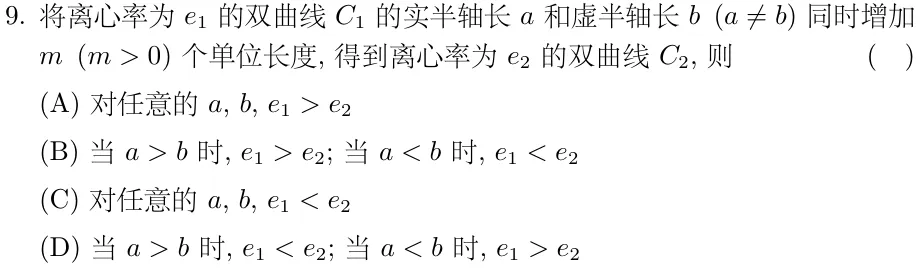 9. 将离心率为 e₁ 的双曲线 C₁ 的实半轴长 a 和虚半轴长 b (a ≠ b) 同时增加
m (m > 0) 个单位长度, 得到离心率为 e₂ 的双曲线 C₂, 则 ( )
(A) 对任意的 a, b, e₁ > e₂
(B) 当 a > b 时, e₁ > e₂; 当 a < b 时, e₁ < e₂
(C) 对任意的 a, b, e₁ < e₂
(D) 当 a > b 时, e₁ < e₂; 当 a < b 时, e₁ > e₂